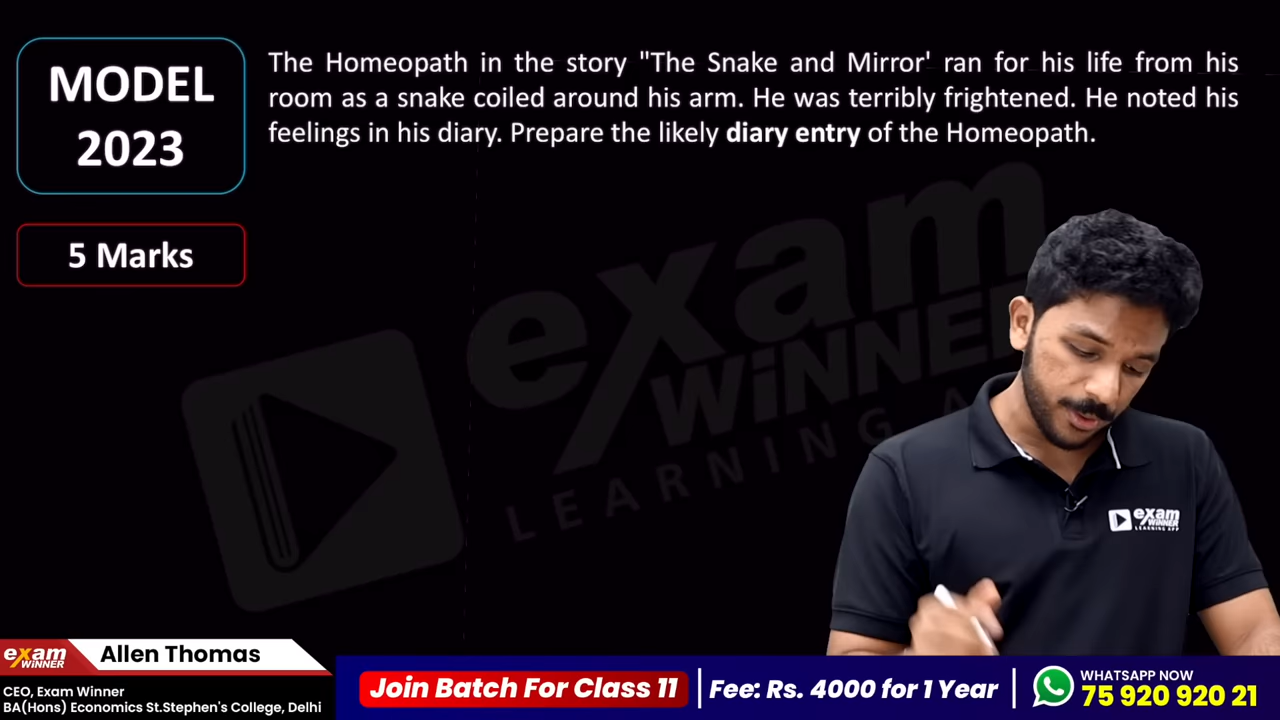 MODEL
2023
The Homeopath in the story "The Snake and Mirror' ran for his life from his
room as a snake coiled around his arm. He was terribly frightened. He noted his
feelings in his diary. Prepare the likely diary entry of the Homeopath.
5 Marks
exam
WiNNER
LEARNING A
exam
WiNNER
LEARNING APP
exam
WiNNER
Allen Thomas
CEO, Exam Winner
BA(Hons) Economics St.Stephen's College, Delhi
Join Batch For Class 11
Fee: Rs. 4000 for 1 Year
WHATSAPP NOW
75 920 920 21